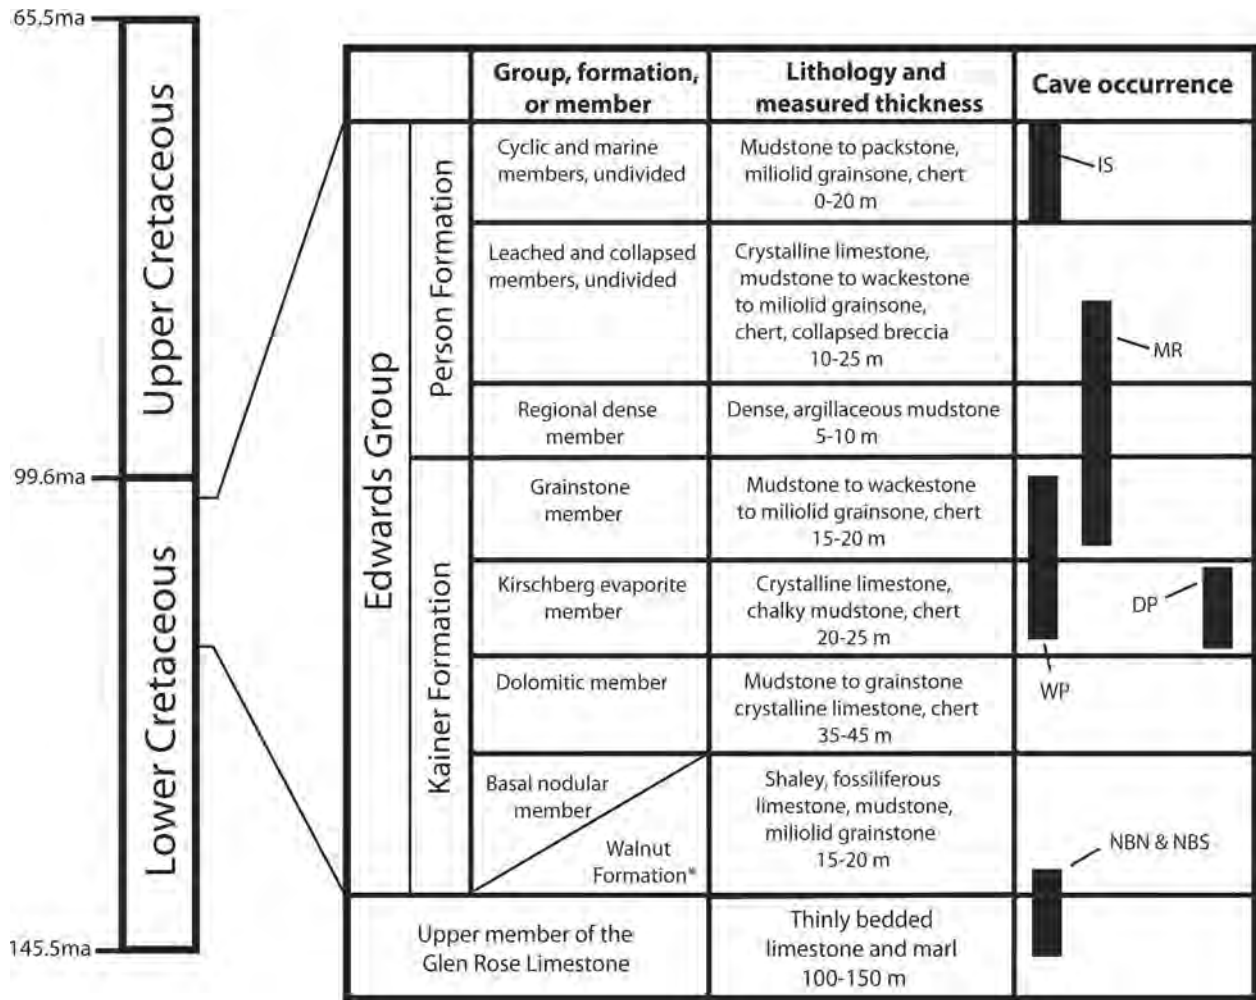 65.5ma
Upper Cretaceous
99.6ma
Lower Cretaceous
145.5ma
Group, formation,
or member
Lithology and
measured thickness
Cave occurrence
Edwards Group
Person Formation
Cyclic and marine
members, undivided
Mudstone to packstone,
miliolid grainsone, chert
0-20 m
IS
Leached and collapsed
members, undivided
Crystalline limestone,
mudstone to wackestone
to miliolid grainsone,
chert, collapsed breccia
10-25 m
MR
Regional dense
member
Dense, argillaceous mudstone
5-10 m
Kainer Formation
Grainstone
member
Mudstone to wackestone
to miliolid grainsone, chert
15-20 m
Kirschberg evaporite
member
Crystalline limestone,
chalky mudstone, chert
20-25 m
DP
WP
Dolomitic member
Mudstone to grainstone
crystalline limestone, chert
35-45 m
Basal nodular
member
Walnut
Formation*
Shaley, fossiliferous
limestone, mudstone,
miliolid grainstone
15-20 m
NBN & NBS
Upper member of the
Glen Rose Limestone
Thinly bedded
limestone and marl
100-150 m